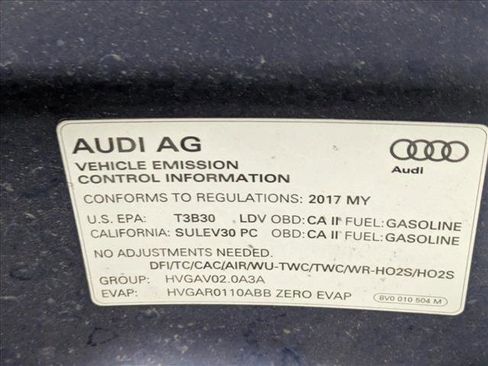 AUDI AG
Audi
VEHICLE EMISSION
CONTROL INFORMATION
CONFORMS TO REGULATIONS: 2017 MY
U.S. EPA: T3B30 LDV OBD: CA II FUEL: GASOLINE
CALIFORNIA: SULEV30 PC OBD: CA II FUEL: GASOLINE
NO ADJUSTMENTS NEEDED.
DFI/TC/CAC/AIR/WU-TWC/TWC/WR-HO2S/HO2S
GROUP: HVGAV02.0A3A
EVAP: HVGAR0110ABB ZERO EVAP
8V0 010 504 M